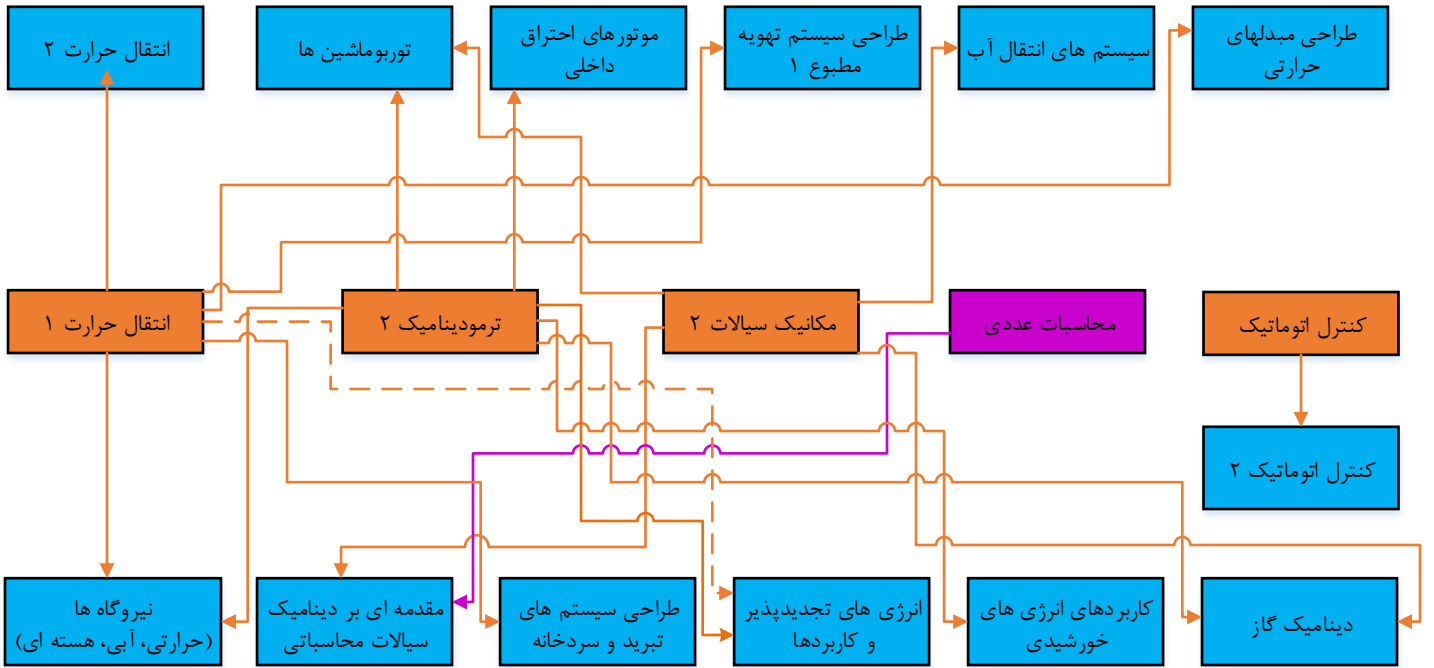 انتقال حرارت ۲
توربوماشین ها
موتورهای احتراق
داخلی
طراحی سیستم تهویه
مطبوع ۱
سیستم های انتقال آب
طراحی مبدلهای
حرارتی
انتقال حرارت ۱
ترمودینامیک ۲
مکانیک سیالات ۲
محاسبات عددی
کنترل اتوماتیک
کنترل اتوماتیک ۲
نیروگاه ها
(حرارتی، آبی، هسته ای)
مقدمه ای بر دینامیک
سیالات محاسباتی
طراحی سیستم های
تبرید و سردخانه
انرژی های تجدیدپذیر
و کاربردها
کاربردهای انرژی های
خورشیدی
دینامیک گاز